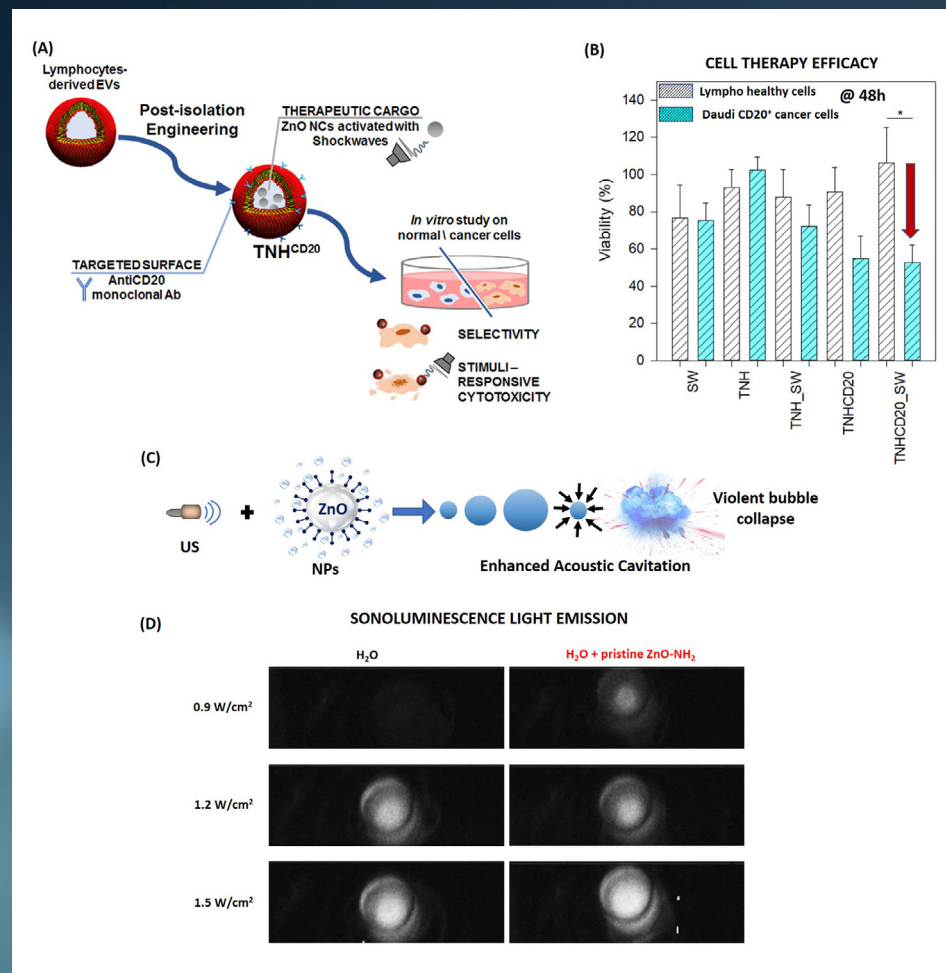 (A)
Lymphocytes-
derived EVs
Post-isolation
Engineering
THERAPEUTIC CARGO
ZnO NCs activated with
Shockwaves
TNHCD20
TARGETED SURFACE
AntiCD20
monoclonal Ab
In vitro study on
normal \ cancer cells
SELECTIVITY
STIMULI–
RESPONSIVE
CYTOTOXICITY
(B)
CELL THERAPY EFFICACY
Lympho healthy cells
Daudi CD20+ cancer cells
@ 48h
*
Viability (%)
140
120
100
80
60
40
20
0
SW
TNH
TNH_SW
TNHCD20
TNHCD20_SW
(C)
US
+
ZnO
NPs
Enhanced Acoustic Cavitation
Violent bubble
collapse
(D)
SONOLUMINESCENCE LIGHT EMISSION
H2O
H2O + pristine ZnO-NH2
0.9 W/cm2
1.2 W/cm2
1.5 W/cm2